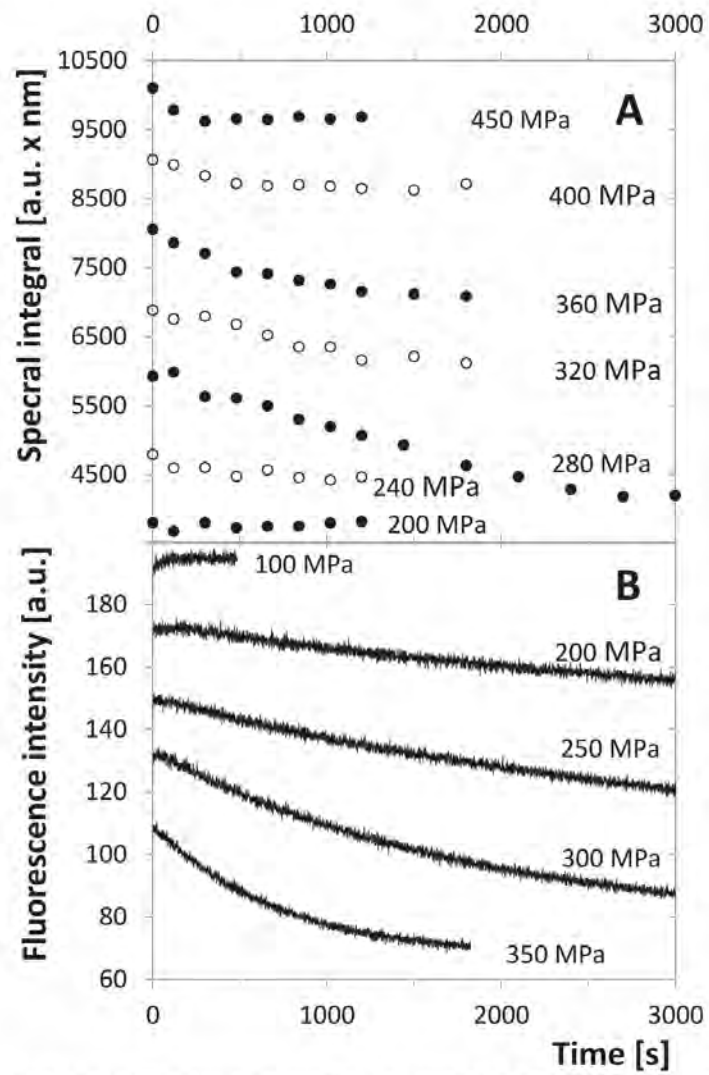 0 1000 2000 3000
10500
A
450 MPa
9500
400 MPa
8500
7500
360 MPa
6500
320 MPa
5500
280 MPa
4500
240 MPa
200 MPa
Specral integral [a.u. x nm]
100 MPa
B
180
200 MPa
160
140
250 MPa
120
100
300 MPa
80
350 MPa
60
Fluorescence intensity [a.u.]
0 1000 2000 3000
Time [s]